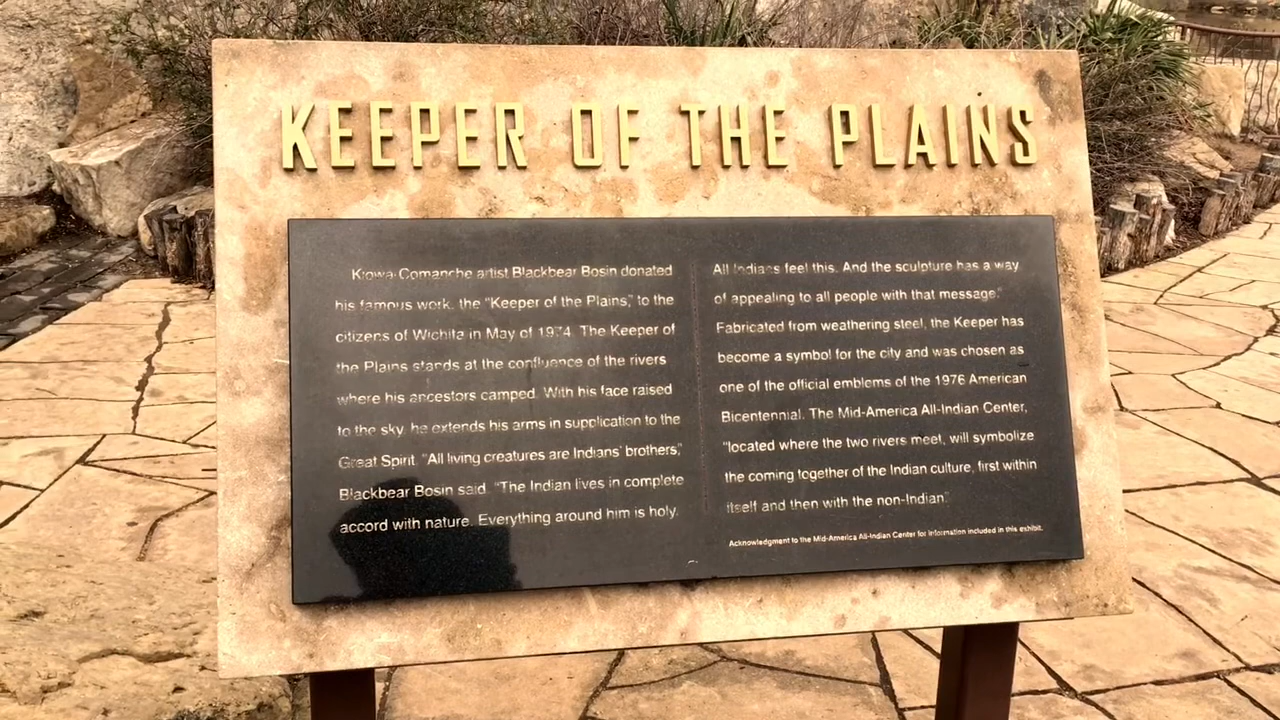 KEEPER OF THE PLAINS
Kiowa-Comanche artist Blackbear Bosin donated
his famous work, the "Keeper of the Plains," to the
citizens of Wichita in May of 1974. The Keeper of
the Plains stands at the confluence of the rivers
where his ancestors camped. With his face raised
to the sky, he extends his arms in supplication to the
Great Spirit. "All living creatures are Indians' brothers,"
Blackbear Bosin said. "The Indian lives in complete
accord with nature. Everything around him is holy.
All Indians feel this. And the sculpture has a way
of appealing to all people with that message."
Fabricated from weathering steel, the Keeper has
become a symbol for the city and was chosen as
one of the official emblems of the 1976 American
Bicentennial. The Mid-America All-Indian Center,
"located where the two rivers meet, will symbolize
the coming together of the Indian culture, first within
itself and then with the non-Indian."
Acknowledgment to the Mid-America All-Indian Center for information included in this exhibit.